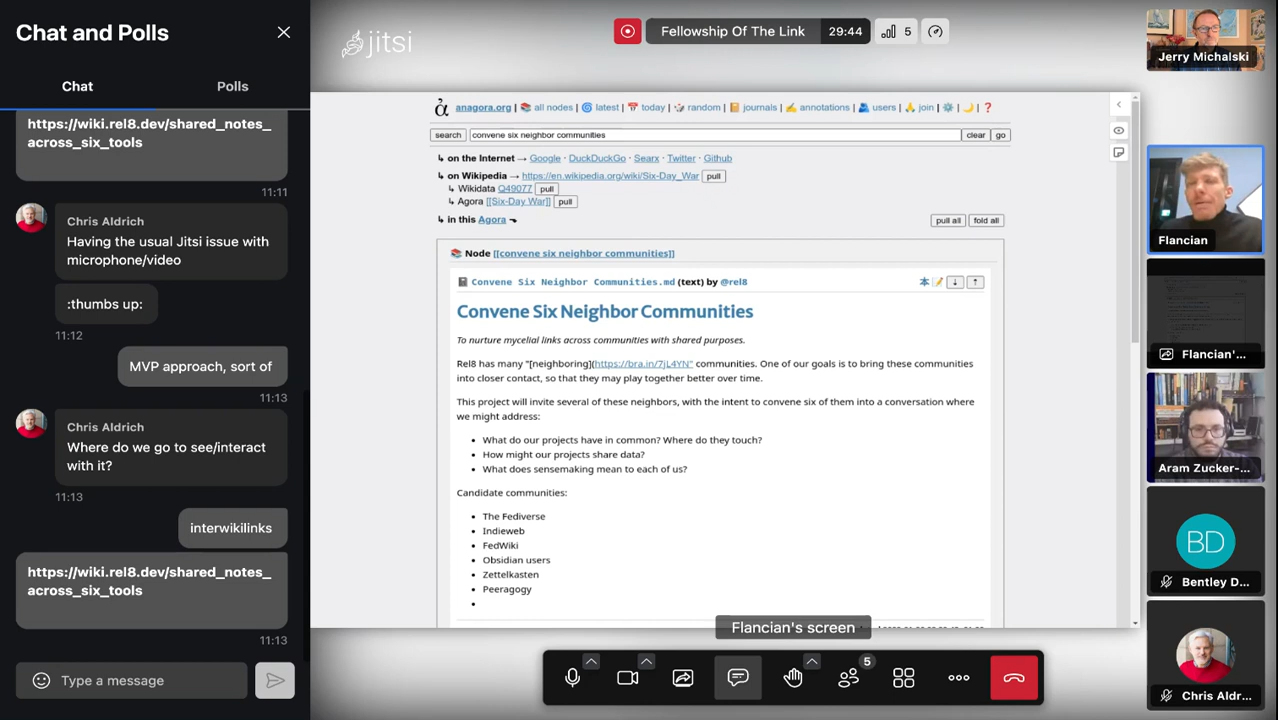 Chat and Polls
Chat
Polls
https://wiki.rel8.dev/shared_notes_
across_six_tools
11:11
Chris Aldrich
Having the usual Jitsi issue with
microphone/video
:thumbs up:
11:12
MVP approach, sort of
11:13
Chris Aldrich
Where do we go to see/interact
with it?
11:13
interwikilinks
https://wiki.rel8.dev/shared_notes_
across_six_tools
11:13
Type a message
jitsi
Fellowship Of The Link
29:44
5
anagora.org | all nodes | latest | today | random | journals | annotations | users | join | | | ?
search
convene six neighbor communities
clear
go
↳ on the Internet → Google · DuckDuckGo · Searx · Twitter · Github
↳ on Wikipedia → https://en.wikipedia.org/wiki/Six-Day_War pull
↳ Wikidata Q49077 pull
↳ Agora [[Six-Day War]] pull
↳ in this Agora
pull all
fold all
Node [[convene six neighbor communities]]
Convene Six Neighbor Communities.md (text) by @rel8
Convene Six Neighbor Communities
To nurture mycelial links across communities with shared purposes.
Rel8 has many "[neighboring](https://bra.in/7jL4YN" communities. One of our goals is to bring these communities
into closer contact, so that they may play together better over time.
This project will invite several of these neighbors, with the intent to convene six of them into a conversation where
we might address:
• What do our projects have in common? Where do they touch?
• How might our projects share data?
• What does sensemaking mean to each of us?
Candidate communities:
• The Fediverse
• Indieweb
• FedWiki
• Obsidian users
• Zettelkasten
• Peeragogy
•
Flancian's screen
5
Jerry Michalski
Flancian
Flancian'...
Aram Zucker-...
BD
Bentley D...
Chris Aldr...